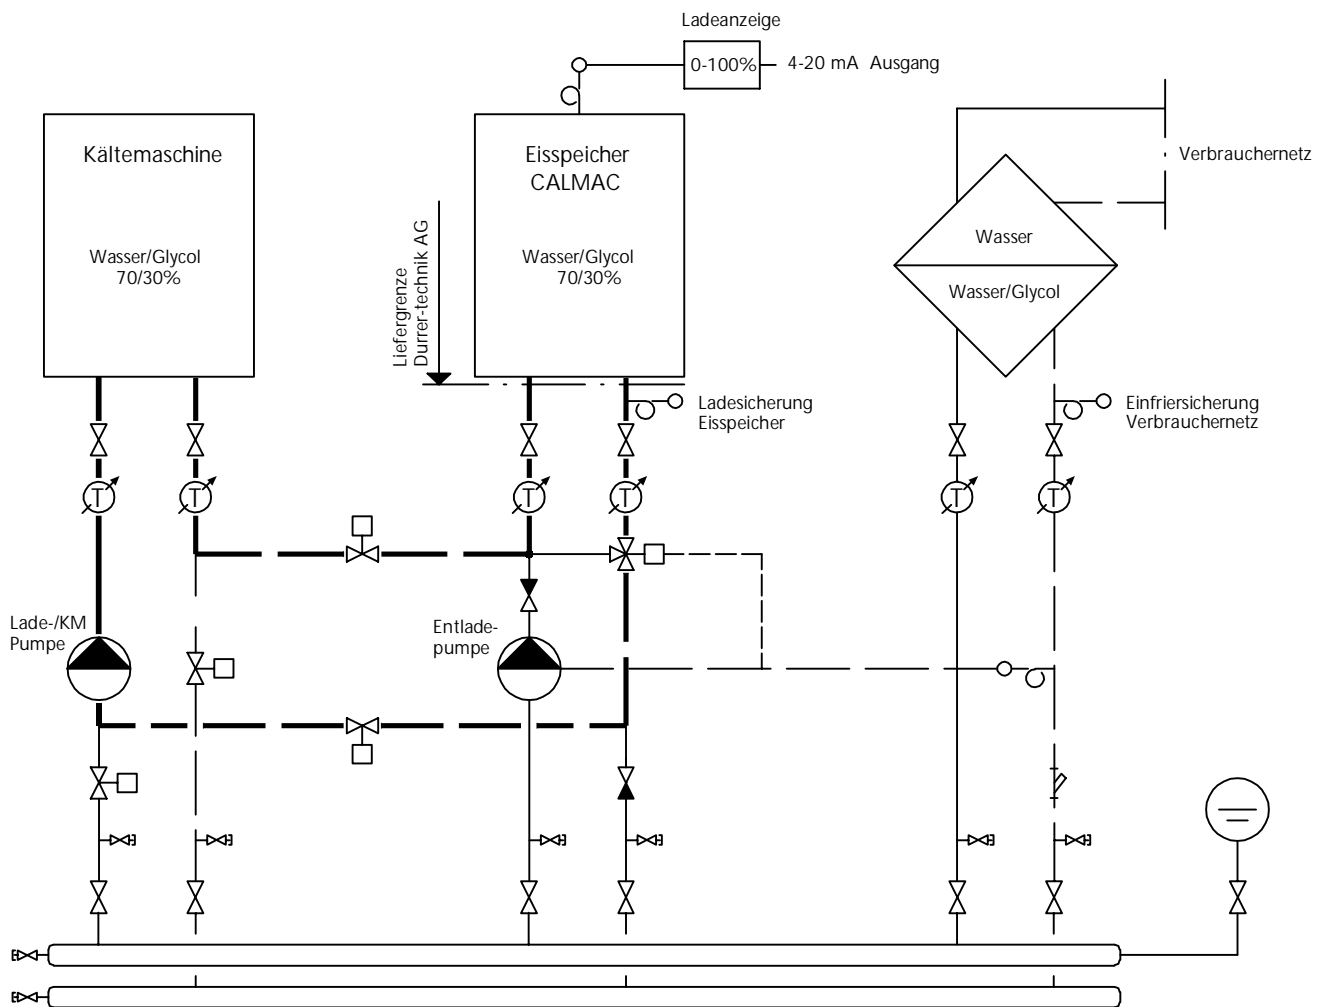 Ladeanzeige
0-100%
4-20 mA Ausgang
Kältemaschine
Wasser/Glycol
70/30%
Eisspeicher
CALMAC
Wasser/Glycol
70/30%
Liefergrenze
Durrer-technik AG
Verbrauchernetz
Wasser
Wasser/Glycol
Ladesicherung
Eisspeicher
Einfriersicherung
Verbrauchernetz
T
T
T
T
T
T
Lade-/KM
Pumpe
Entlade-
pumpe